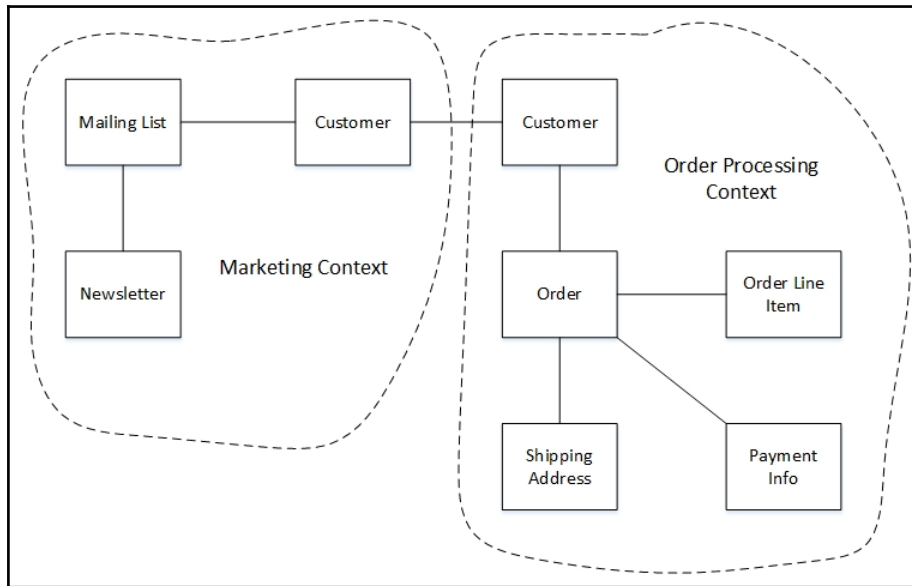 Mailing List
Customer
Customer
Order Processing
Context
Marketing Context
Newsletter
Order
Order Line
Item
Shipping
Address
Payment
Info